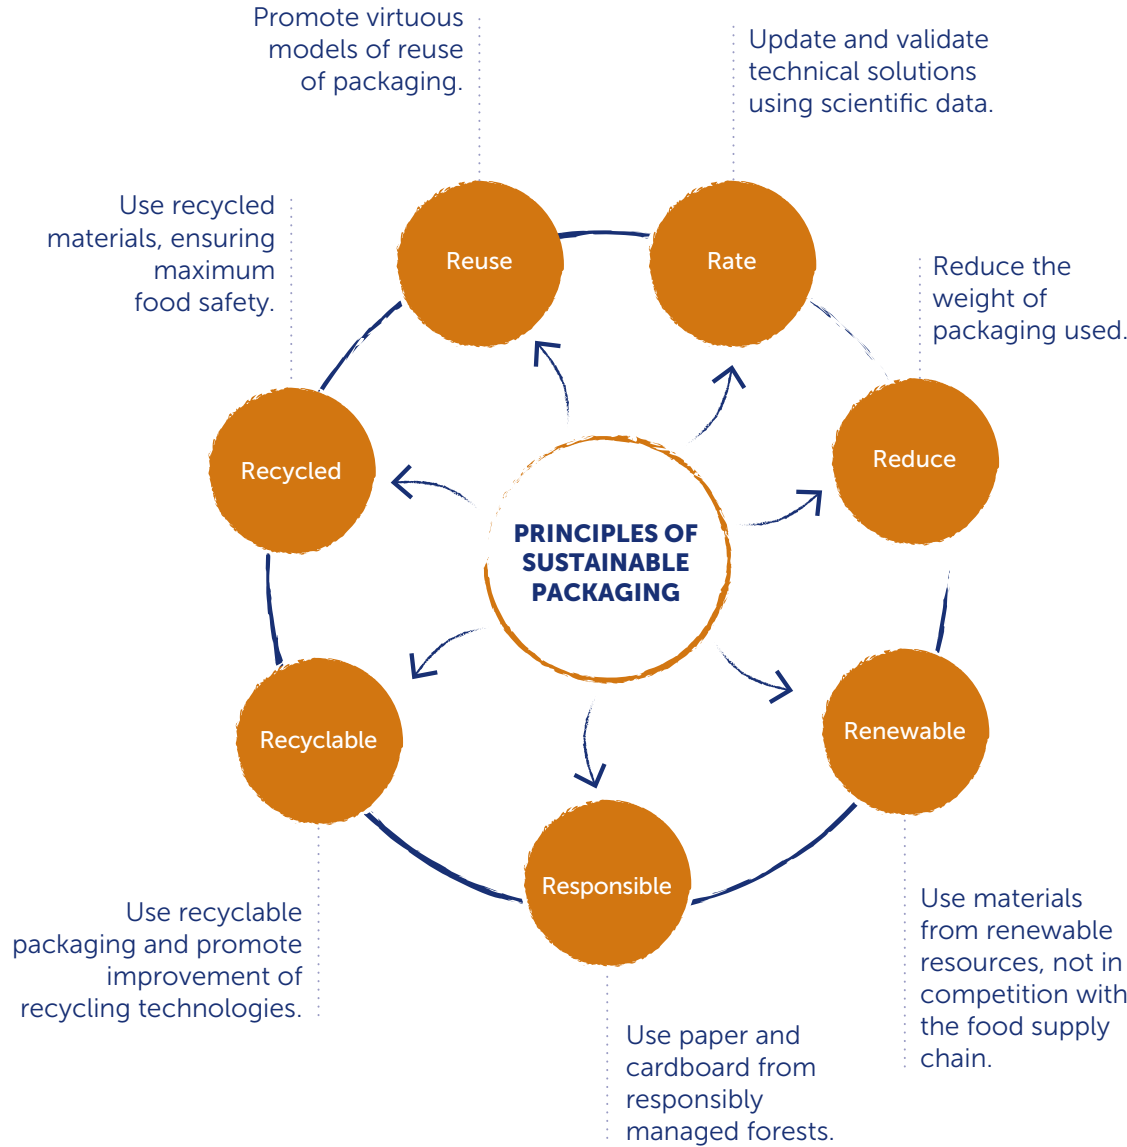 Promote virtuous
models of reuse
of packaging.
Update and validate
technical solutions
using scientific data.
Use recycled
materials, ensuring
maximum
food safety.
Reuse
Rate
Reduce the
weight of
packaging used.
Recycled
Reduce
PRINCIPLES OF
SUSTAINABLE
PACKAGING
Recyclable
Renewable
Responsible
Use recyclable
packaging and promote
improvement of
recycling technologies.
Use materials
from renewable
resources, not in
competition with
the food supply
chain.
Use paper and
cardboard from
responsibly
managed forests.